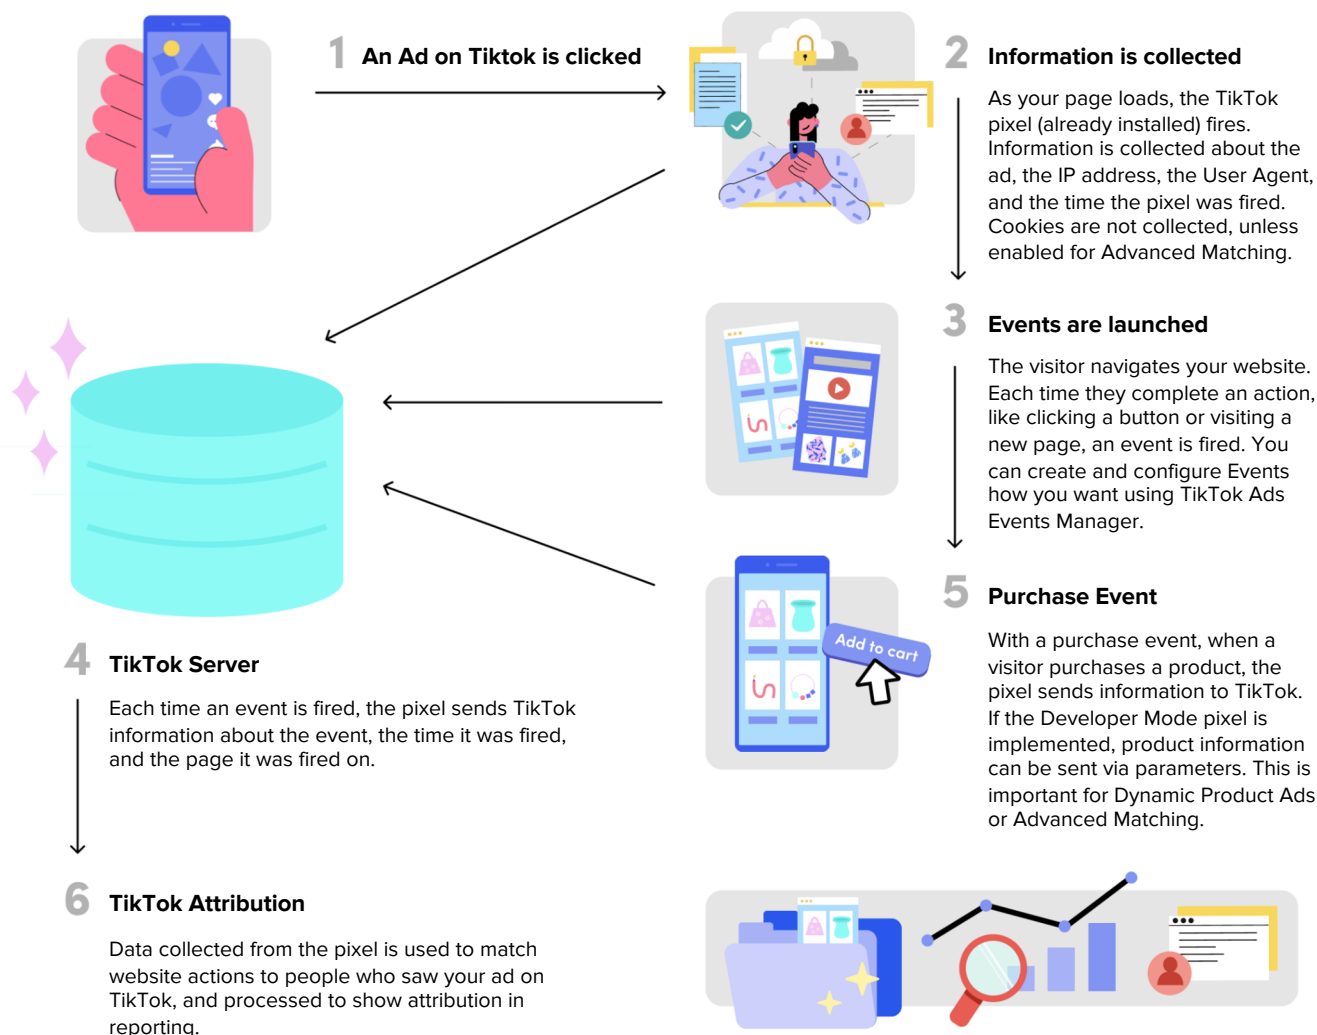 1 An Ad on Tiktok is clicked
2 Information is collected
As your page loads, the TikTok
pixel (already installed) fires.
Information is collected about the
ad, the IP address, the User Agent,
and the time the pixel was fired.
Cookies are not collected, unless
enabled for Advanced Matching.
3 Events are launched
The visitor navigates your website.
Each time they complete an action,
like clicking a button or visiting a
new page, an event is fired. You
can create and configure Events
how you want using TikTok Ads
Events Manager.
4 TikTok Server
Each time an event is fired, the pixel sends TikTok
information about the event, the time it was fired,
and the page it was fired on.
Add to cart
5 Purchase Event
With a purchase event, when a
visitor purchases a product, the
pixel sends information to TikTok.
If the Developer Mode pixel is
implemented, product information
can be sent via parameters. This is
important for Dynamic Product Ads
or Advanced Matching.
6 TikTok Attribution
Data collected from the pixel is used to match
website actions to people who saw your ad on
TikTok, and processed to show attribution in
reporting.